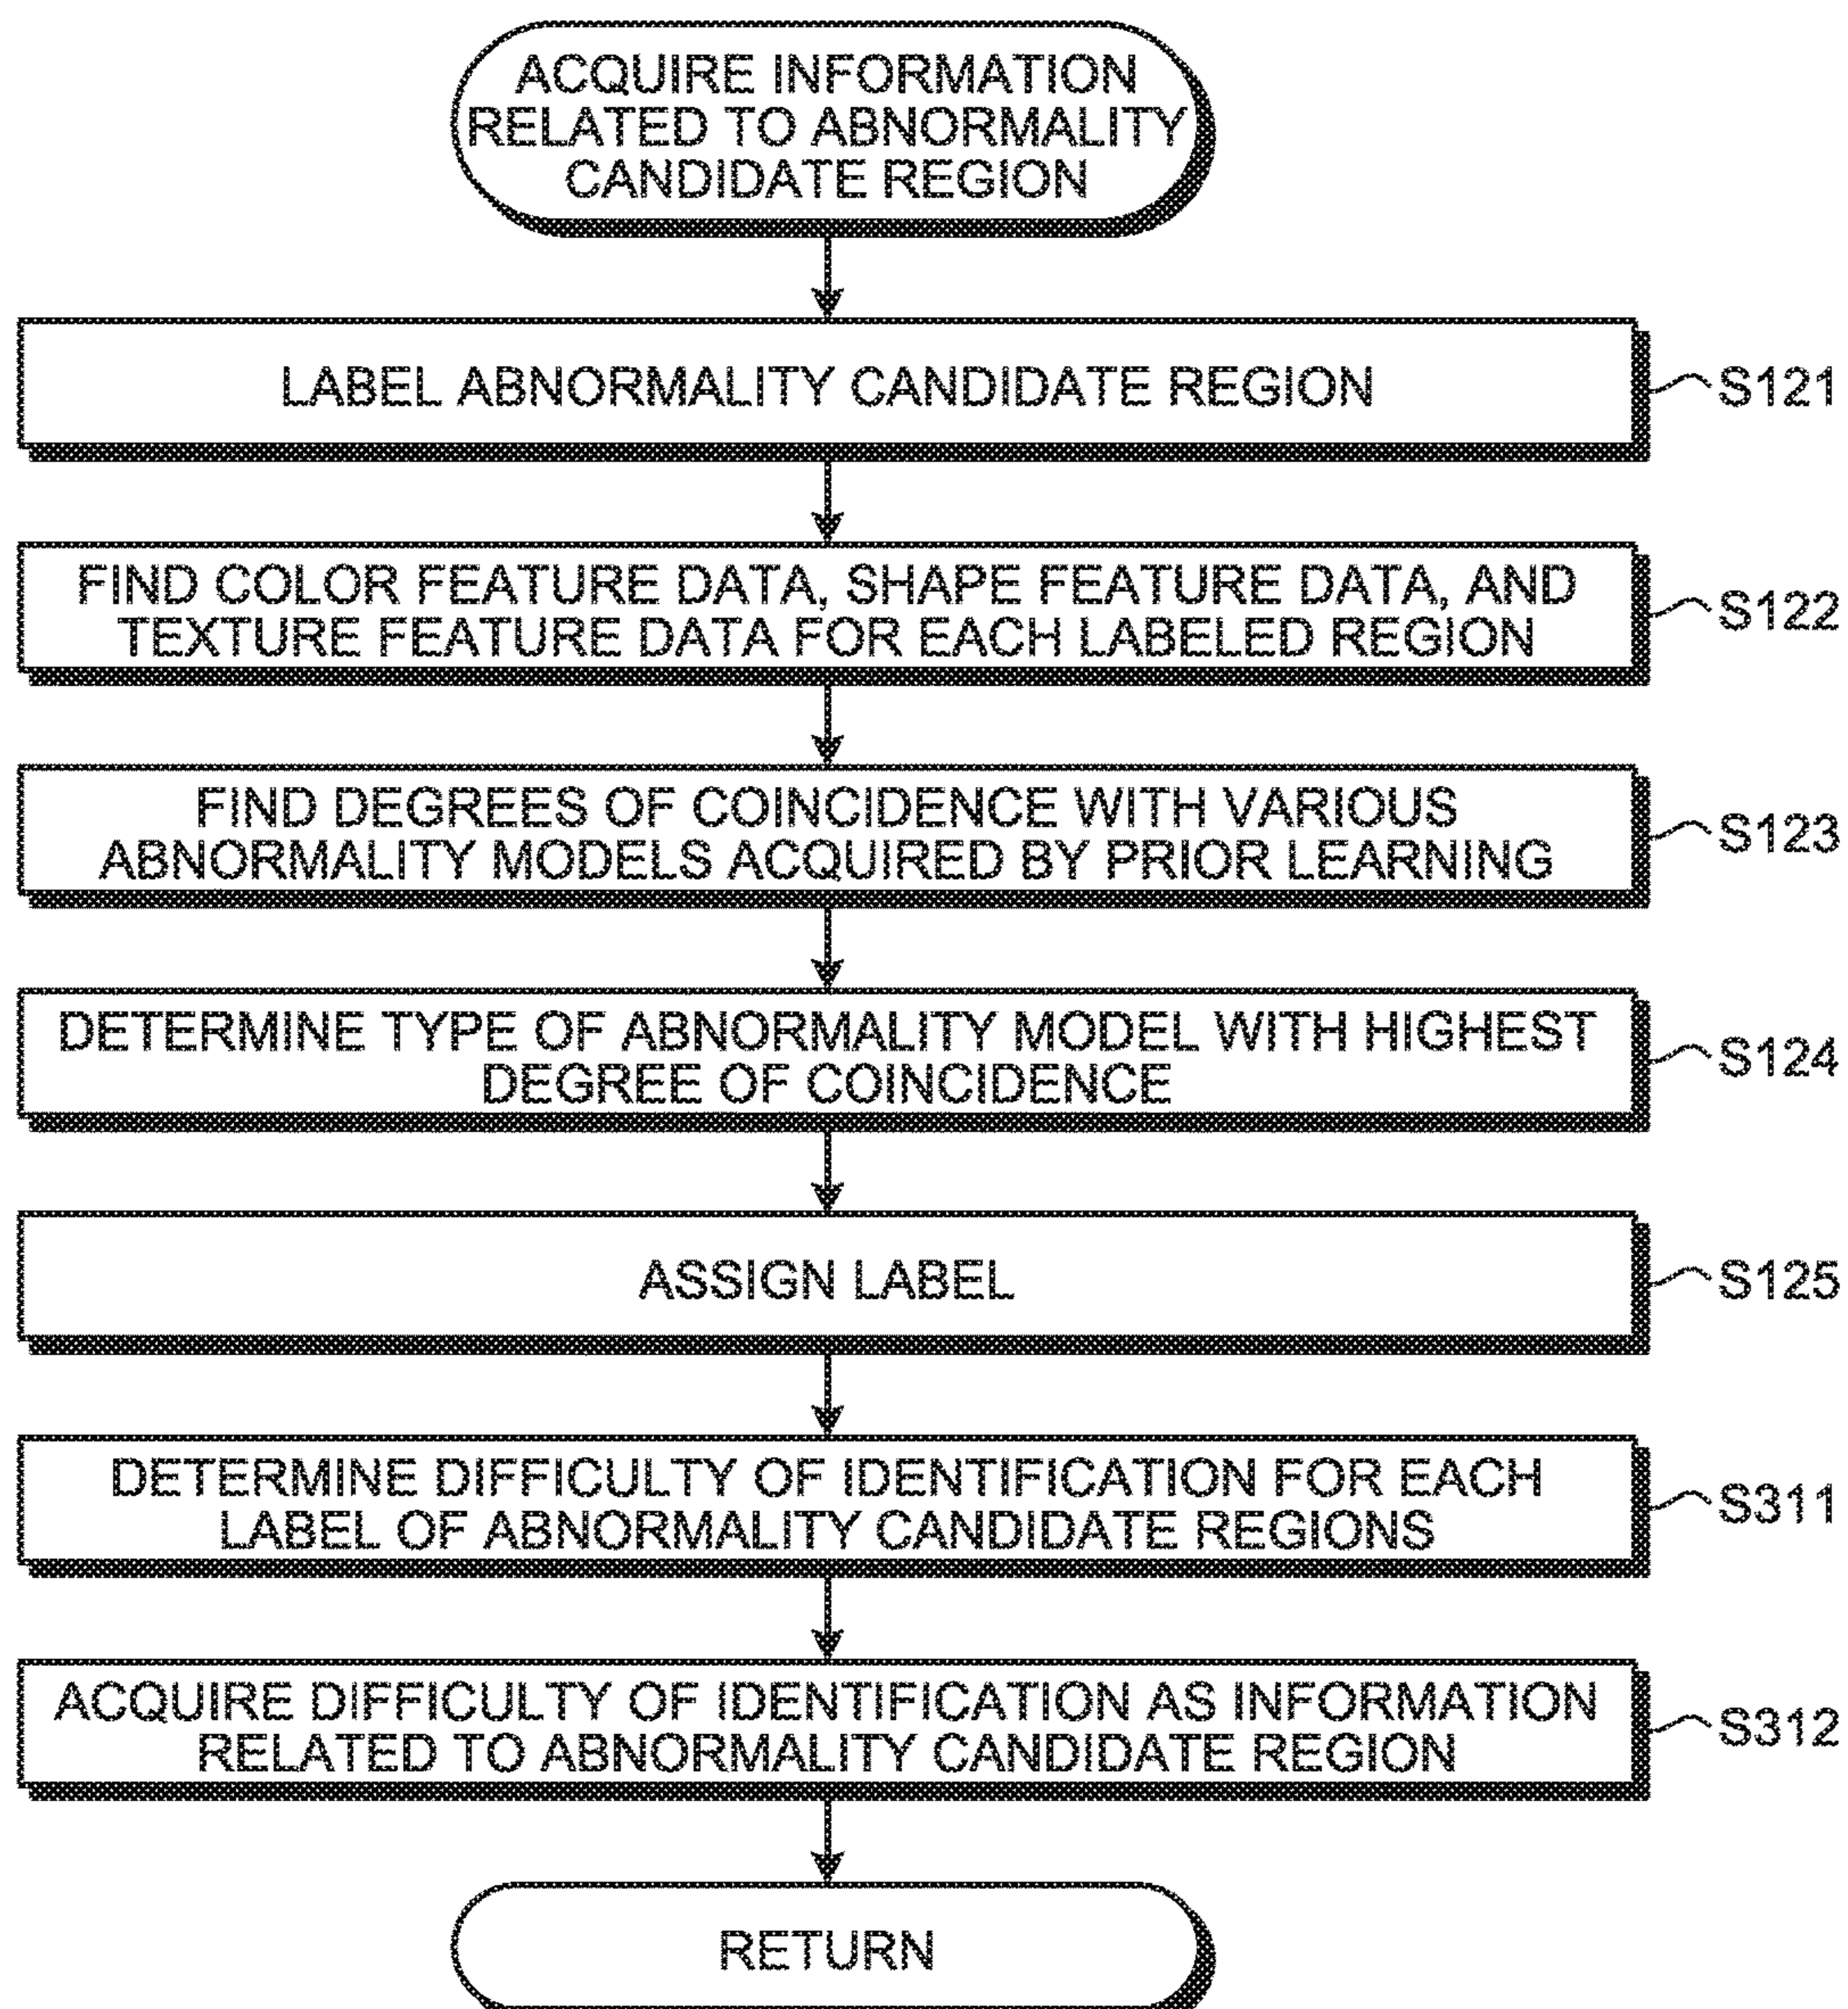 ACQUIRE INFORMATION
RELATED TO ABNORMALITY
CANDIDATE REGION
LABEL ABNORMALITY CANDIDATE REGION
S121
FIND COLOR FEATURE DATA, SHAPE FEATURE DATA, AND
TEXTURE FEATURE DATA FOR EACH LABELED REGION
S122
FIND DEGREES OF COINCIDENCE WITH VARIOUS
ABNORMALITY MODELS ACQUIRED BY PRIOR LEARNING
S123
DETERMINE TYPE OF ABNORMALITY MODEL WITH HIGHEST
DEGREE OF COINCIDENCE
S124
ASSIGN LABEL
S125
DETERMINE DIFFICULTY OF IDENTIFICATION FOR EACH
LABEL OF ABNORMALITY CANDIDATE REGIONS
S311
ACQUIRE DIFFICULTY OF IDENTIFICATION AS INFORMATION
RELATED TO ABNORMALITY CANDIDATE REGION
S312
RETURN